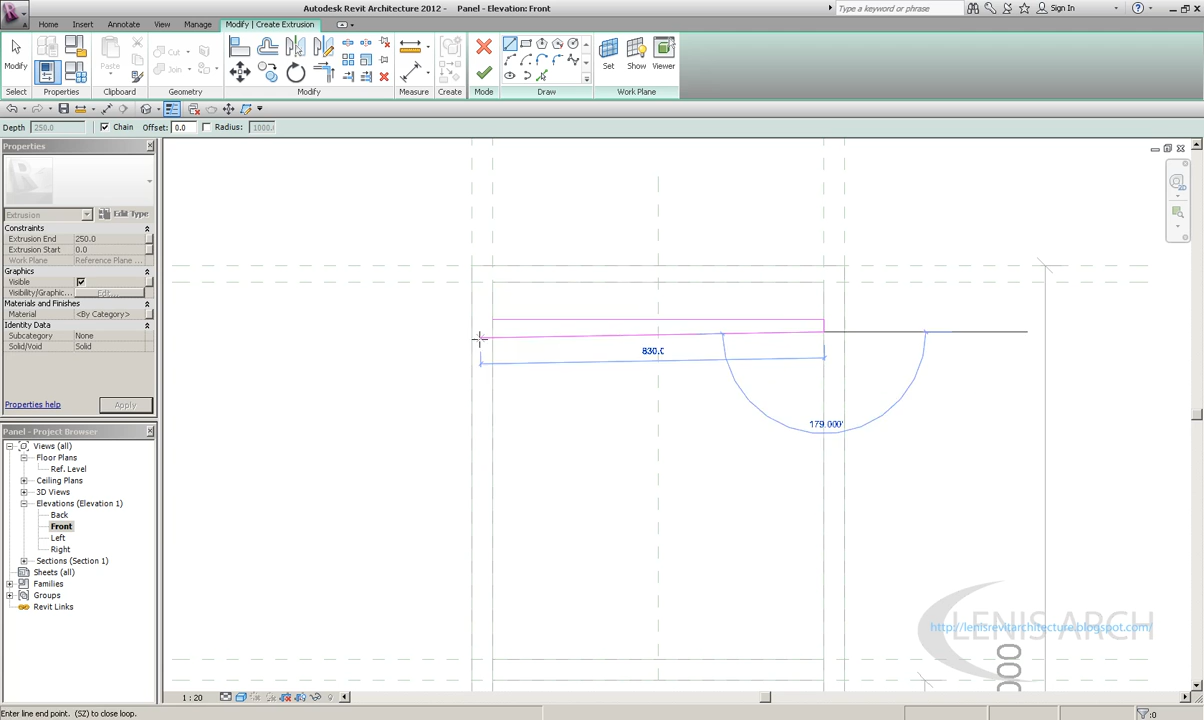 Autodesk Revit Architecture 2012 - Panel - Elevation: Front
Type a keyword or phrase
Sign In
Home
Insert
Annotate
View
Manage
Modify | Create Extrusion
Modify
Paste
Cut
Join
Set
Show
Viewer
Select
Properties
Clipboard
Geometry
Modify
Measure
Create
Mode
Draw
Work Plane
Depth 250.0
Chain
Offset: 0.0
Radius: 1000.
Properties
Extrusion
Edit Type
Constraints
Extrusion End 250.0
Extrusion Start 0.0
Work Plane Reference Plane ...
Graphics
Visible
Visibility/Graphic... Edit...
Materials and Finishes
Material <By Category>
Identity Data
Subcategory None
Solid/Void Solid
Properties help
Apply
Panel - Project Browser
Views (all)
Floor Plans
Ref. Level
Ceiling Plans
3D Views
Elevations (Elevation 1)
Back
Front
Left
Right
Sections (Section 1)
Sheets (all)
Families
Groups
Revit Links
830.0
179.000°
LENIS ARCH
http://lenisrevitarchitecture.blogspot.com/
1 : 20
Enter line end point. (SZ) to close loop.
:0